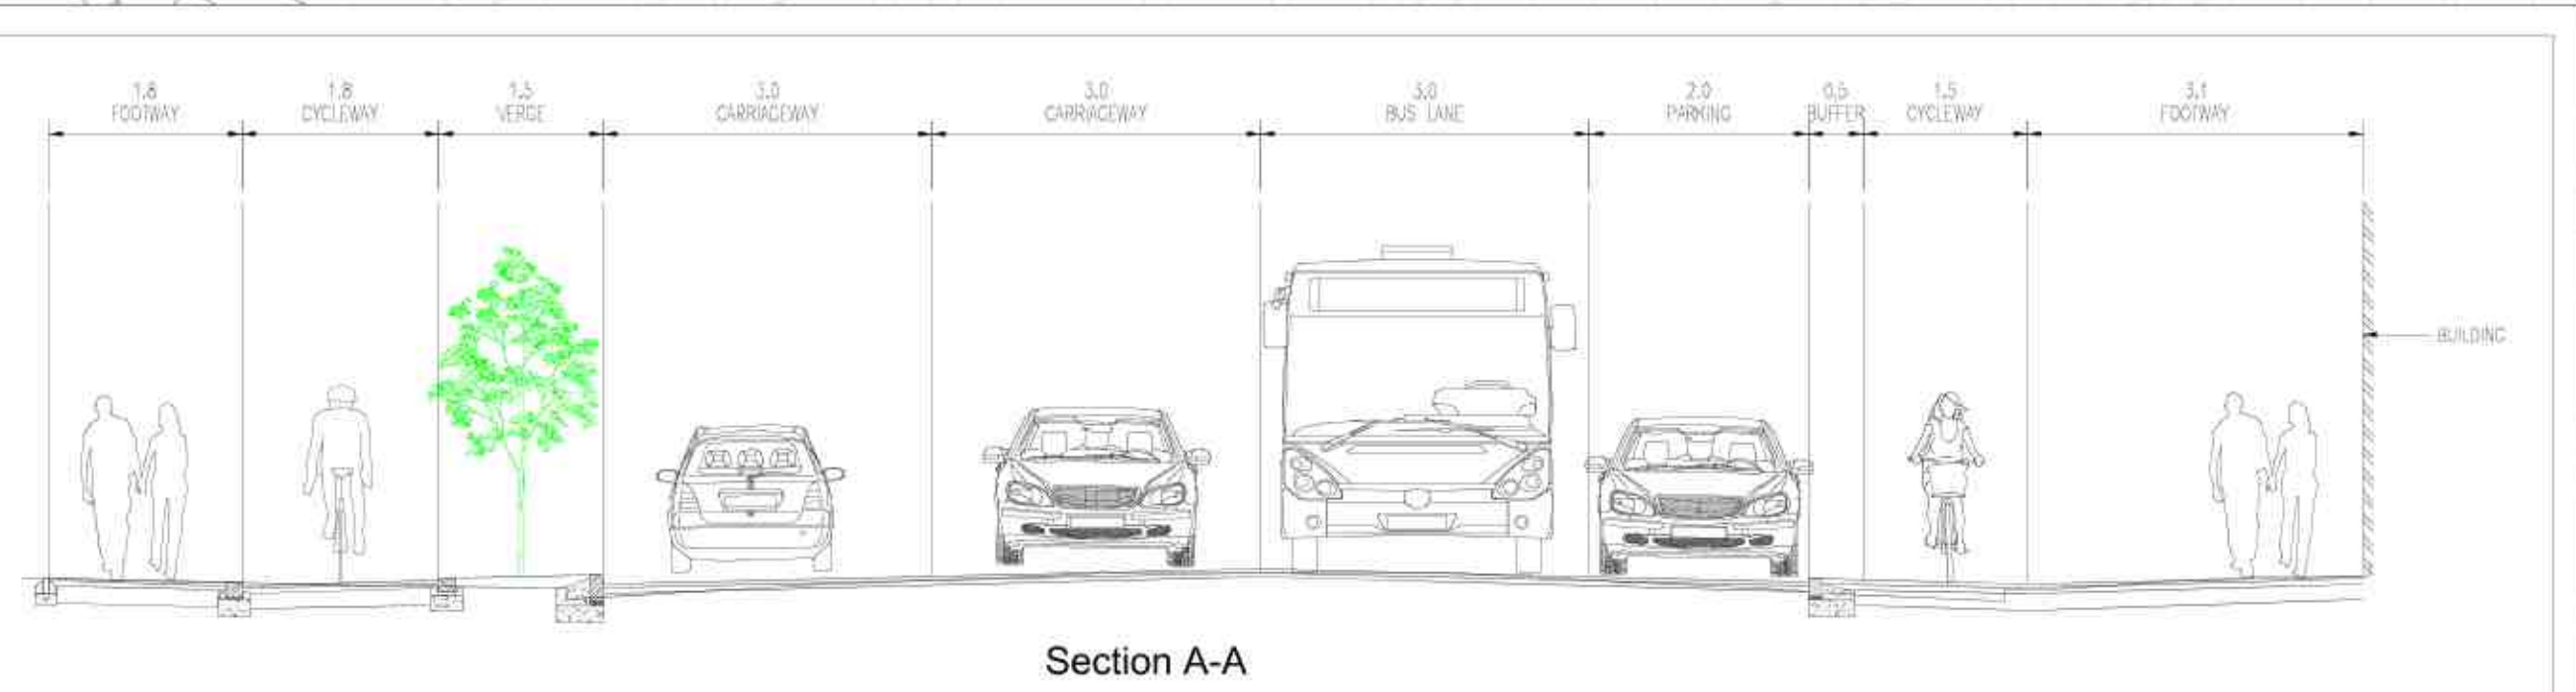 1.8
FOOTWAY
1.8
CYCLEWAY
1.5
VERGE
3.0
CARRIAGEWAY
3.0
CARRIAGEWAY
3.0
BUS LANE
2.0
PARKING
0.5
BUFFER
1.5
CYCLEWAY
3.1
FOOTWAY
BUILDING
Section A-A